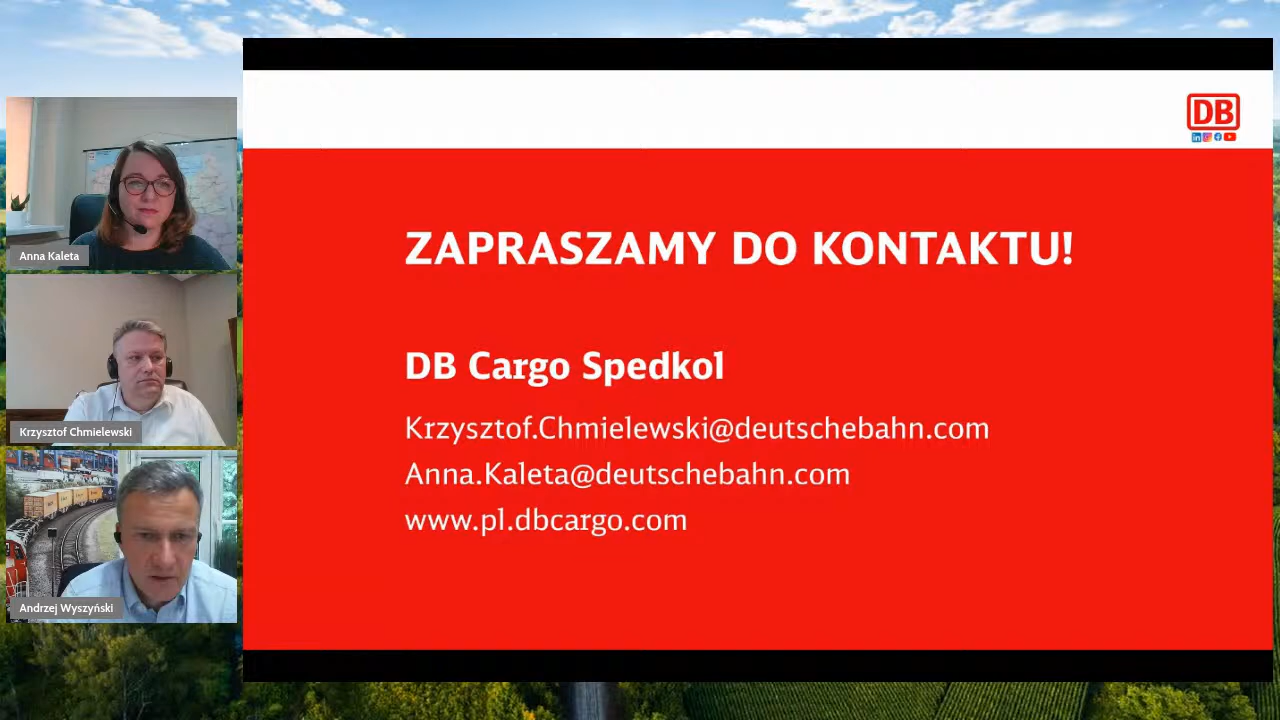 DB
Anna Kaleta
Krzysztof Chmielewski
Andrzej Wyszyński
ZAPRASZAMY DO KONTAKTU!
DB Cargo Spedkol
Krzysztof.Chmielewski@deutschebahn.com
Anna.Kaleta@deutschebahn.com
www.pl.dbcargo.com